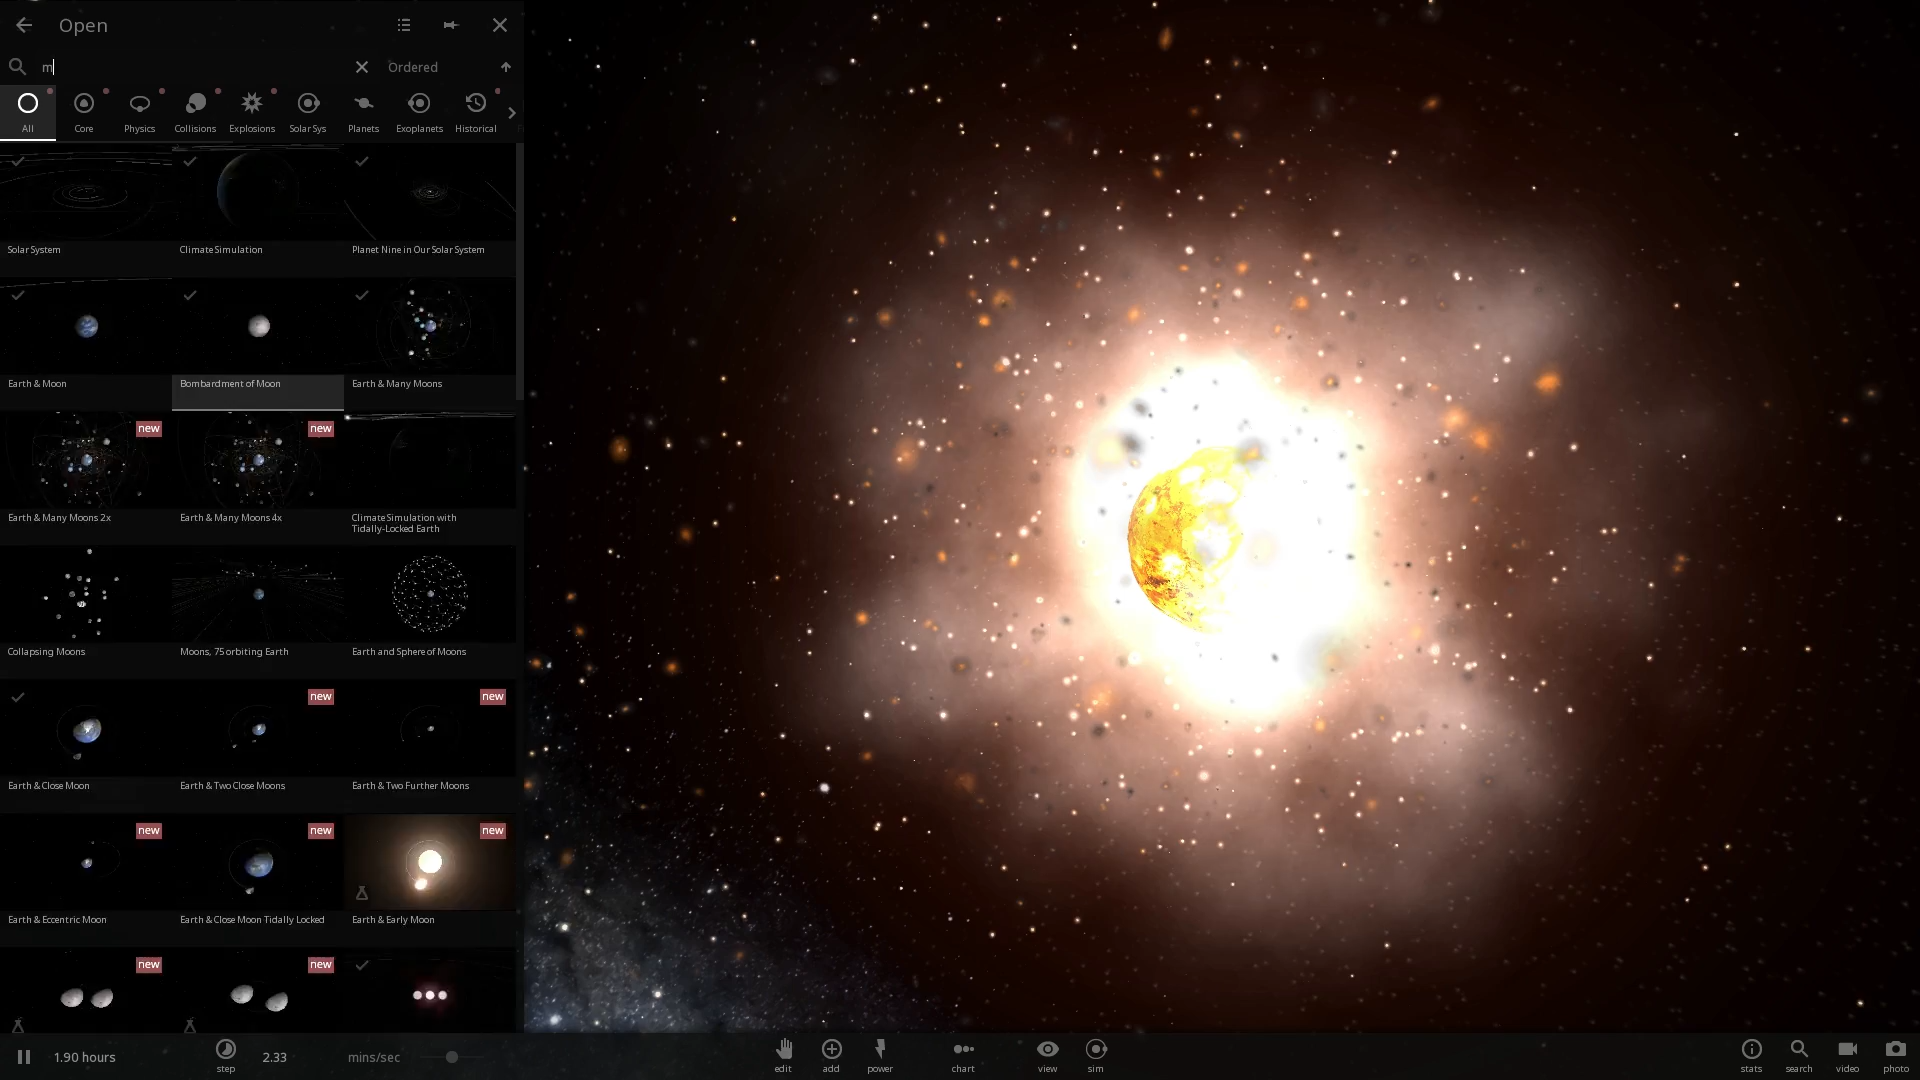 Open
m
Ordered
All
Core
Physics
Collisions
Explosions
Solar Sys
Planets
Exoplanets
Historical
Solar System
Climate Simulation
Planet Nine in Our Solar System
Earth & Moon
Bombardment of Moon
Earth & Many Moons
new
new
Earth & Many Moons 2x
Earth & Many Moons 4x
Climate Simulation with
Tidally-Locked Earth
Collapsing Moons
Moons, 75 orbiting Earth
Earth and Sphere of Moons
new
new
Earth & Close Moon
Earth & Two Close Moons
Earth & Two Further Moons
new
new
new
Earth & Eccentric Moon
Earth & Close Moon Tidally Locked
Earth & Early Moon
new
new
1.90 hours
step
2.33
mins/sec
edit
add
power
chart
view
sim
stats
search
video
photo